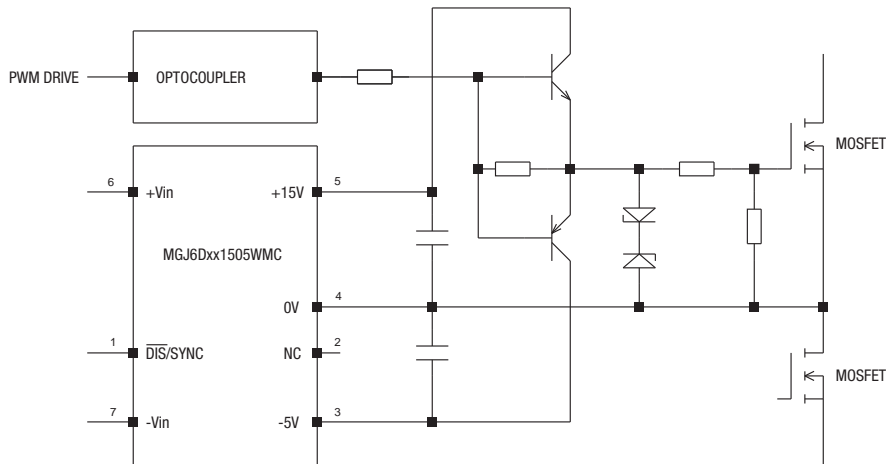 PWM DRIVE
OPTOCOUPLER
MOSFET
6
+Vin
+15V
5
MGJ6Dxx1505WMC
0V
4
1
DIS/SYNC
NC
2
MOSFET
7
-Vin
-5V
3